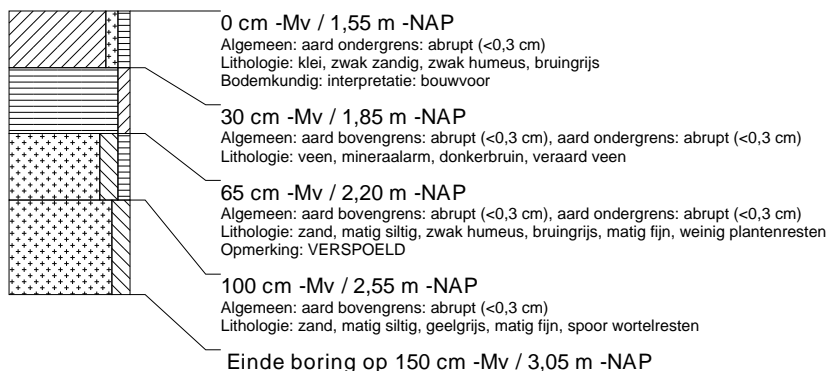 0 cm -Mv / 1,55 m -NAP
Algemeen: aard ondergrens: abrupt (<0,3 cm)
Lithologie: klei, zwak zandig, zwak humeus, bruingrijs
Bodemkundig: interpretatie: bouwvoor
30 cm -Mv / 1,85 m -NAP
Algemeen: aard bovengrens: abrupt (<0,3 cm), aard ondergrens: abrupt (<0,3 cm)
Lithologie: veen, mineraalarm, donkerbruin, veraard veen
65 cm -Mv / 2,20 m -NAP
Algemeen: aard bovengrens: abrupt (<0,3 cm), aard ondergrens: abrupt (<0,3 cm)
Lithologie: zand, matig siltig, zwak humeus, bruingrijs, matig fijn, weinig plantenresten
Opmerking: VERSPOELD
100 cm -Mv / 2,55 m -NAP
Algemeen: aard bovengrens: abrupt (<0,3 cm)
Lithologie: zand, matig siltig, geelgrijs, matig fijn, spoor wortelresten
Einde boring op 150 cm -Mv / 3,05 m -NAP